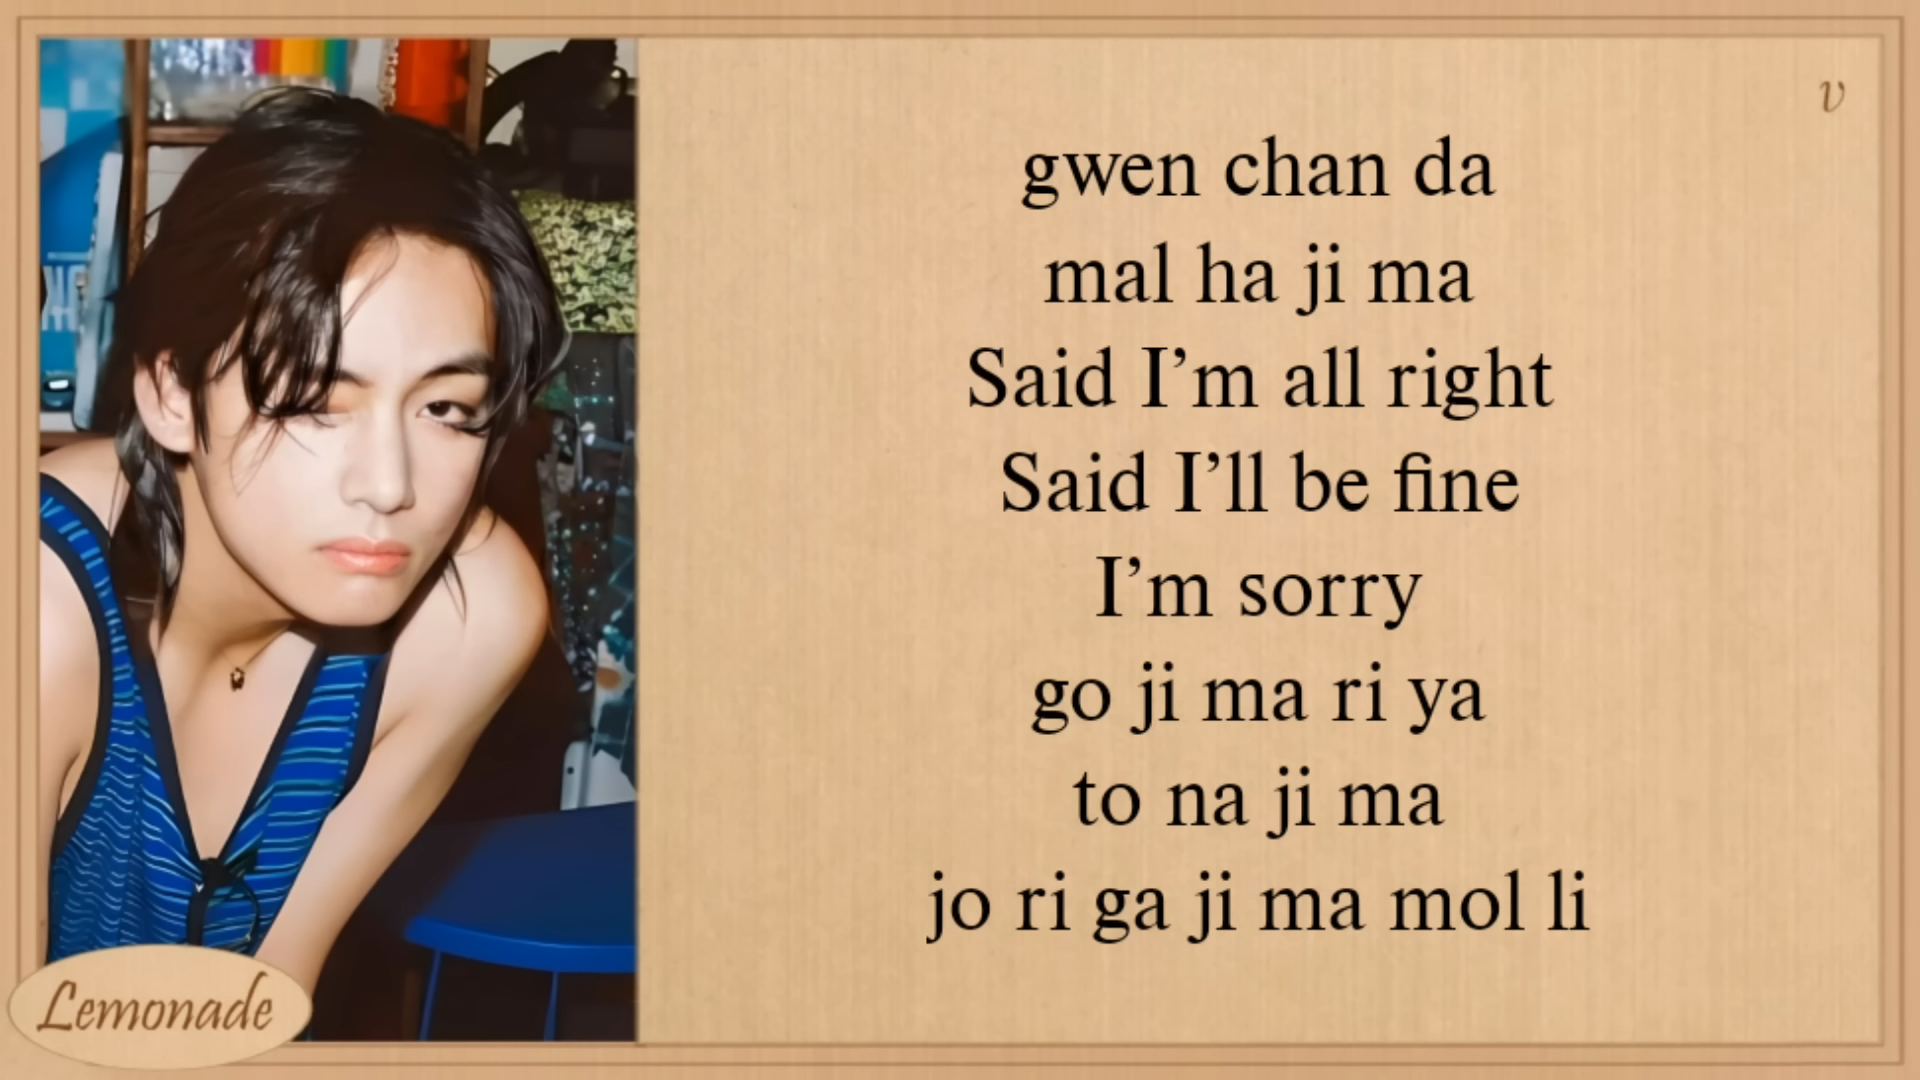 v
gwen chan da
mal ha ji ma
Said I’m all right
Said I’ll be fine
I’m sorry
go ji ma ri ya
to na ji ma
jo ri ga ji ma mol li
Lemonade